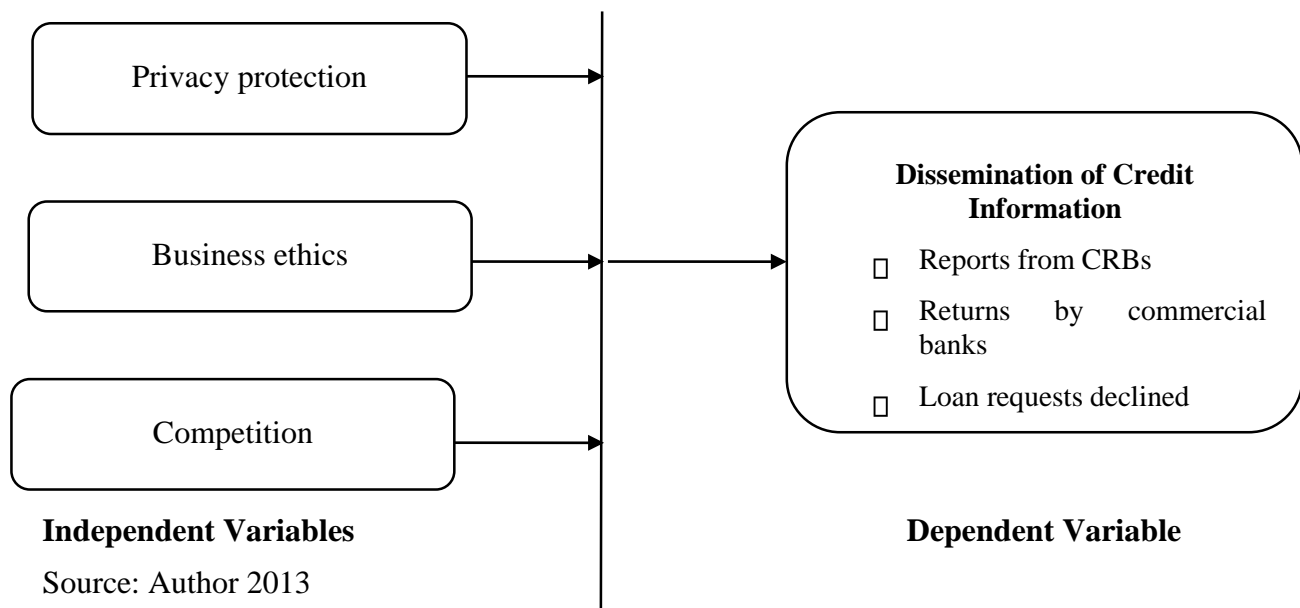 Privacy protection
Business ethics
Competition
Independent Variables
Source: Author 2013
Dissemination of Credit
Information
Reports from CRBs
Returns by commercial
banks
Loan requests declined
Dependent Variable